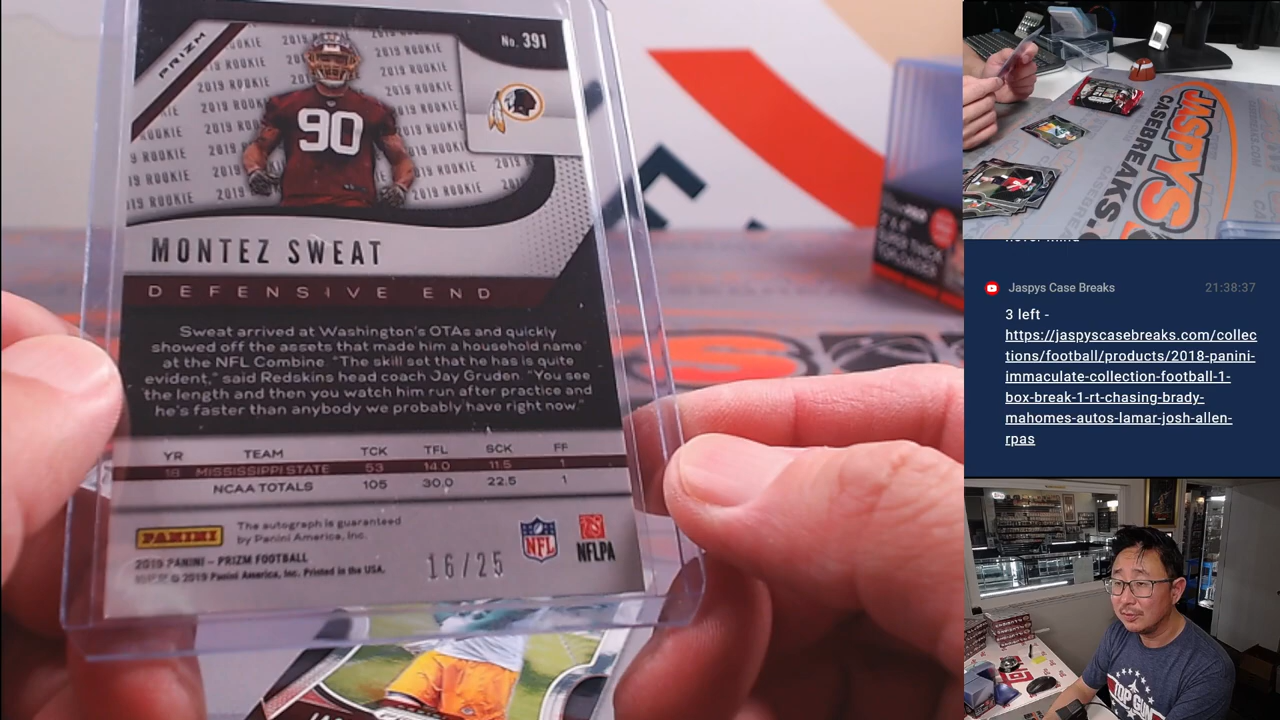 PRIZM
No. 391
2019 ROOKIE
90
MONTEZ SWEAT
DEFENSIVE END
Sweat arrived at Washington's OTAs and quickly
showed off the assets that made him a household name
at the NFL Combine. "The skill set that he has is quite
evident," said Redskins head coach Jay Gruden. "You see
the length and then you watch him run after practice and
he's faster than anybody we probably have right now."
YR TEAM TCK TFL SCK FF
18 MISSISSIPPI STATE 53 14.0 11.5 1
NCAA TOTALS 105 30.0 22.5 1
PANINI
The autograph is guaranteed
by Panini America, Inc.
NFL
NFLPA
2019 PANINI – PRIZM FOOTBALL
© 2019 Panini America, Inc. Printed in the USA.
16/25
JASPYS
CASEBREAKS.
Jaspys Case Breaks 21:38:37
3 left -
https://jaspyscasebreaks.com/collec
tions/football/products/2018-panini-
immaculate-collection-football-1-
box-break-1-rt-chasing-brady-
mahomes-autos-lamar-josh-allen-
rpas
TOP GUN